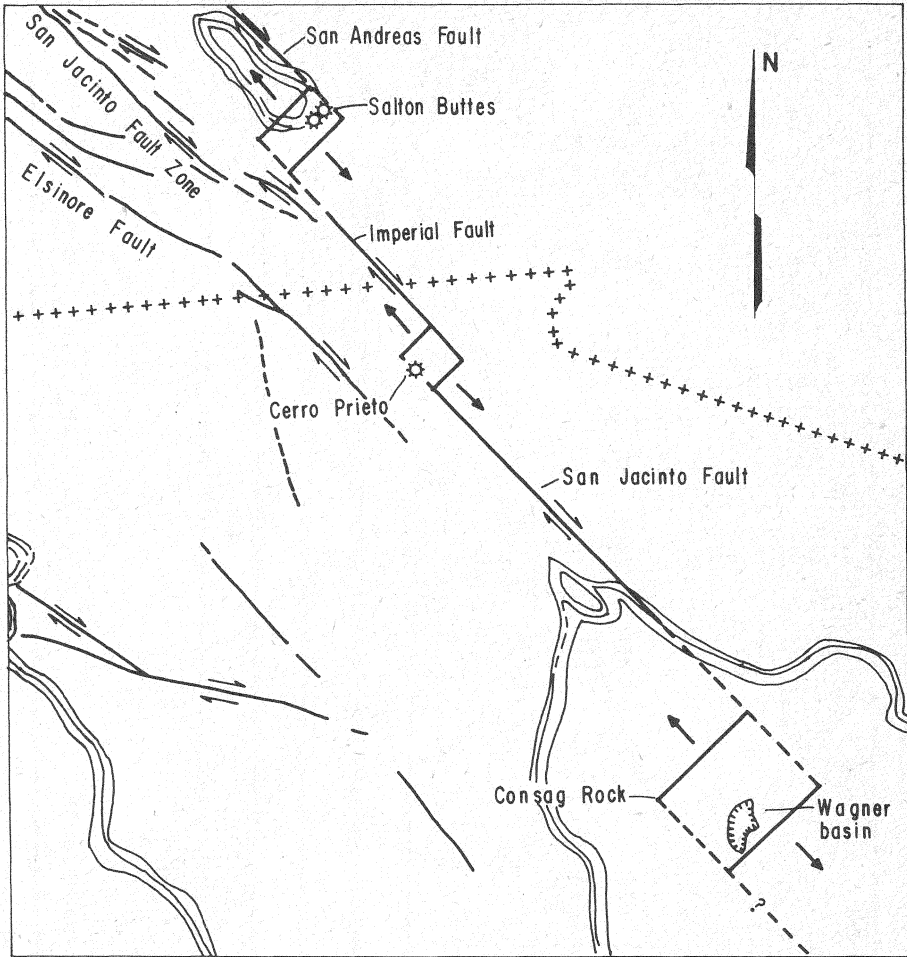 San Andreas Fault
San Jacinto Fault Zone
N
Salton Buttes
Elsinore Fault
Imperial Fault
Cerro Prieto
San Jacinto Fault
Consag Rock
Wagner
basin
?